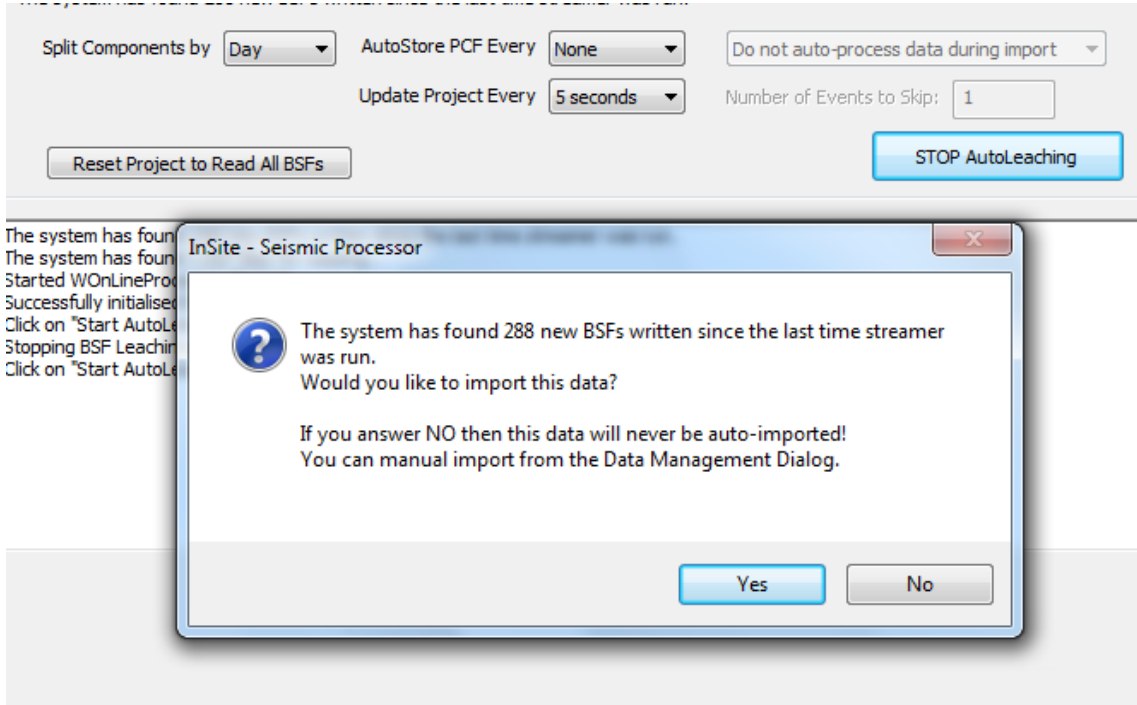 Split Components by Day AutoStore PCF Every None Do not auto-process data during import
Update Project Every 5 seconds Number of Events to Skip: 1
Reset Project to Read All BSFs STOP AutoLeaching
The system has foun
The system has foun
Started WOnLineProc
Successfully initialised
Click on "Start AutoLe
Stopping BSF Leachin
Click on "Start AutoLe
InSite - Seismic Processor
The system has found 288 new BSFs written since the last time streamer
was run.
Would you like to import this data?
If you answer NO then this data will never be auto-imported!
You can manual import from the Data Management Dialog.
Yes No